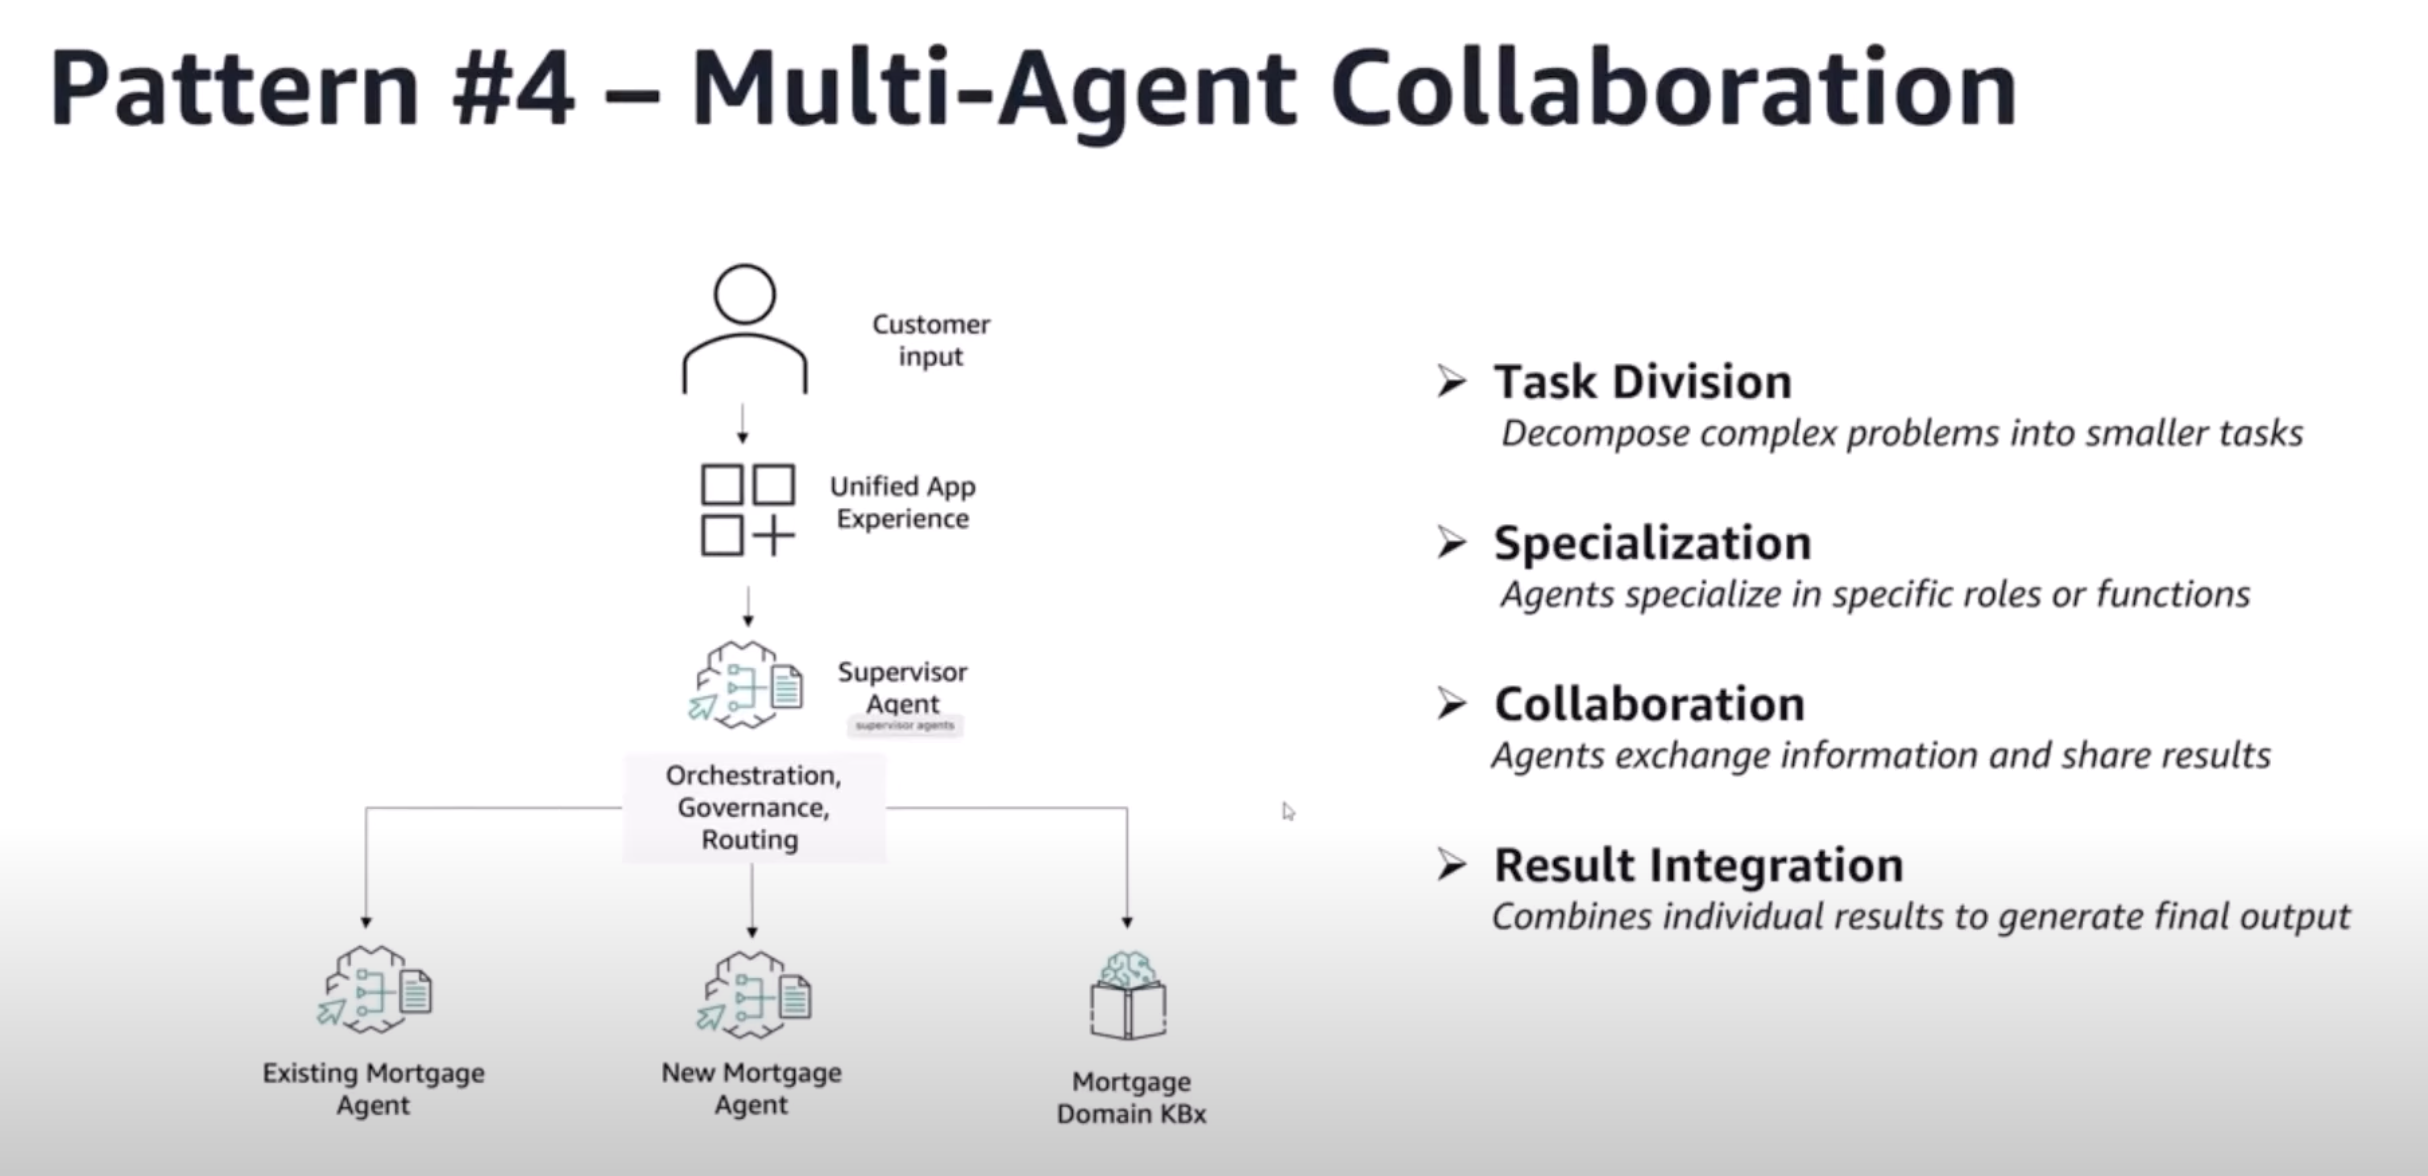 Pattern #4 – Multi-Agent Collaboration
Customer
input
Unified App
Experience
Supervisor
Agent
supervisor agents
Orchestration,
Governance,
Routing
Existing Mortgage
Agent
New Mortgage
Agent
Mortgage
Domain KBx
➢ Task Division
Decompose complex problems into smaller tasks
➢ Specialization
Agents specialize in specific roles or functions
➢ Collaboration
Agents exchange information and share results
➢ Result Integration
Combines individual results to generate final output